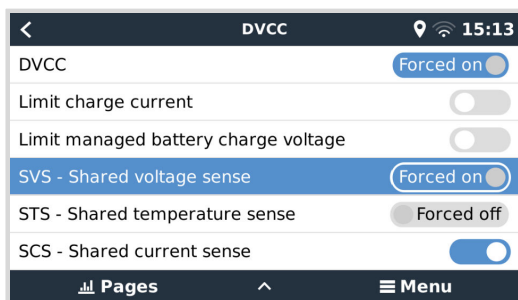 DVCC 15:13
DVCC Forced on
Limit charge current
Limit managed battery charge voltage
SVS - Shared voltage sense Forced on
STS - Shared temperature sense Forced off
SCS - Shared current sense
Pages Menu